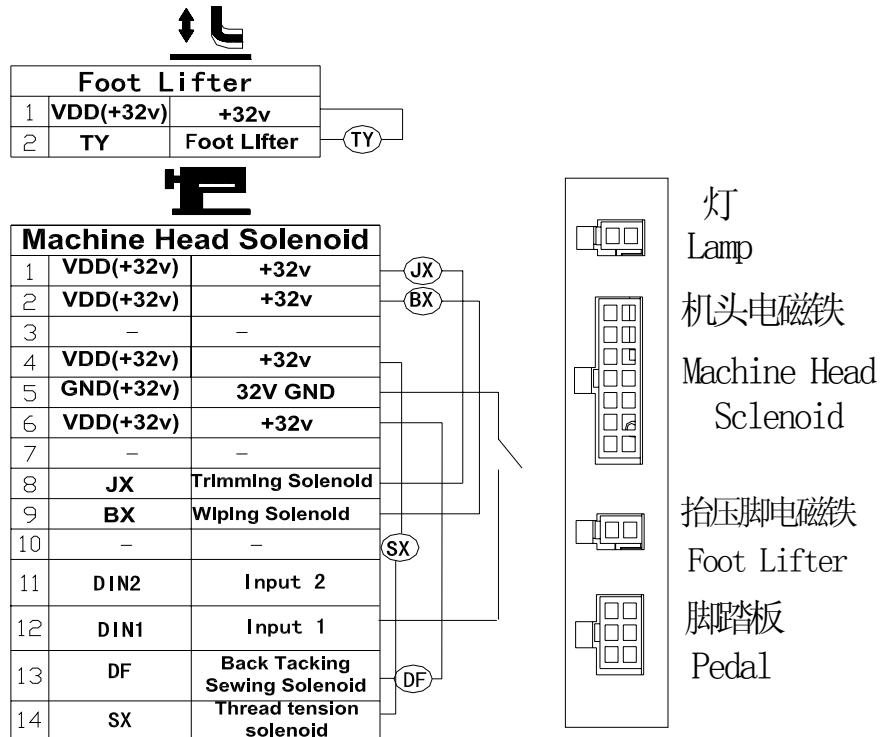 Foot Lifter
1 VDD(+32v) +32v
2 TY Foot LIfter TY
Machine Head Solenoid
1 VDD(+32v) +32v JX
2 VDD(+32v) +32v BX
3 – –
4 VDD(+32v) +32v
5 GND(+32v) 32V GND
6 VDD(+32v) +32v
7 – –
8 JX TrImmIng SolenoId
9 BX WIpIng SolenoId
10 – – SX
11 DIN2 Input 2
12 DIN1 Input 1
13 DF Back Tacking
Sewing Solenoid DF
14 SX Thread tension
solenoid
灯
Lamp
机头电磁铁
Machine Head
Sclenoid
抬压脚电磁铁
Foot Lifter
脚踏板
Pedal